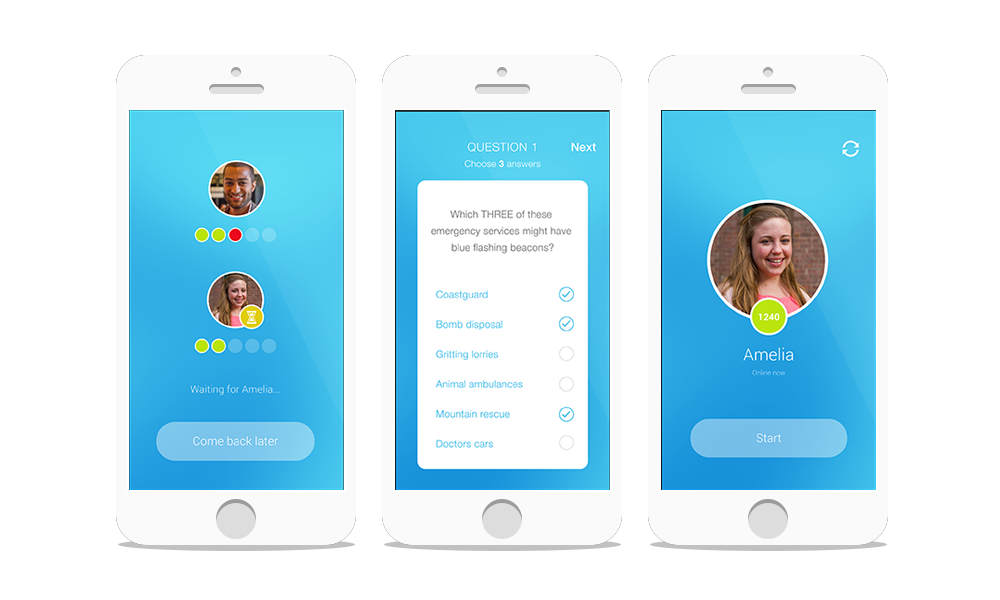 Waiting for Amelia...
Come back later
QUESTION 1
Next
Choose 3 answers
Which THREE of these
emergency services might have
blue flashing beacons?
Coastguard
Bomb disposal
Gritting lorries
Animal ambulances
Mountain rescue
Doctors cars
1240
Amelia
Online now
Start